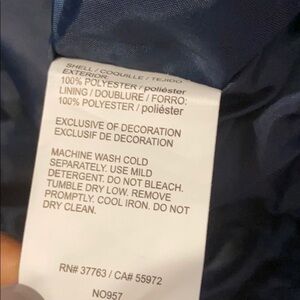 SHELL / COQUILLE / TEJIDO
EXTERIOR
100% POLYESTER / poliéster
LINING / DOUBLURE / FORRO:
100% POLYESTER / poliéster
EXCLUSIVE OF DECORATION
EXCLUSIF DE DECORATION
MACHINE WASH COLD
SEPARATELY. USE MILD
DETERGENT. DO NOT BLEACH.
TUMBLE DRY LOW. REMOVE
PROMPTLY. COOL IRON. DO NOT
DRY CLEAN.
RN# 37763 / CA# 55972
NO957